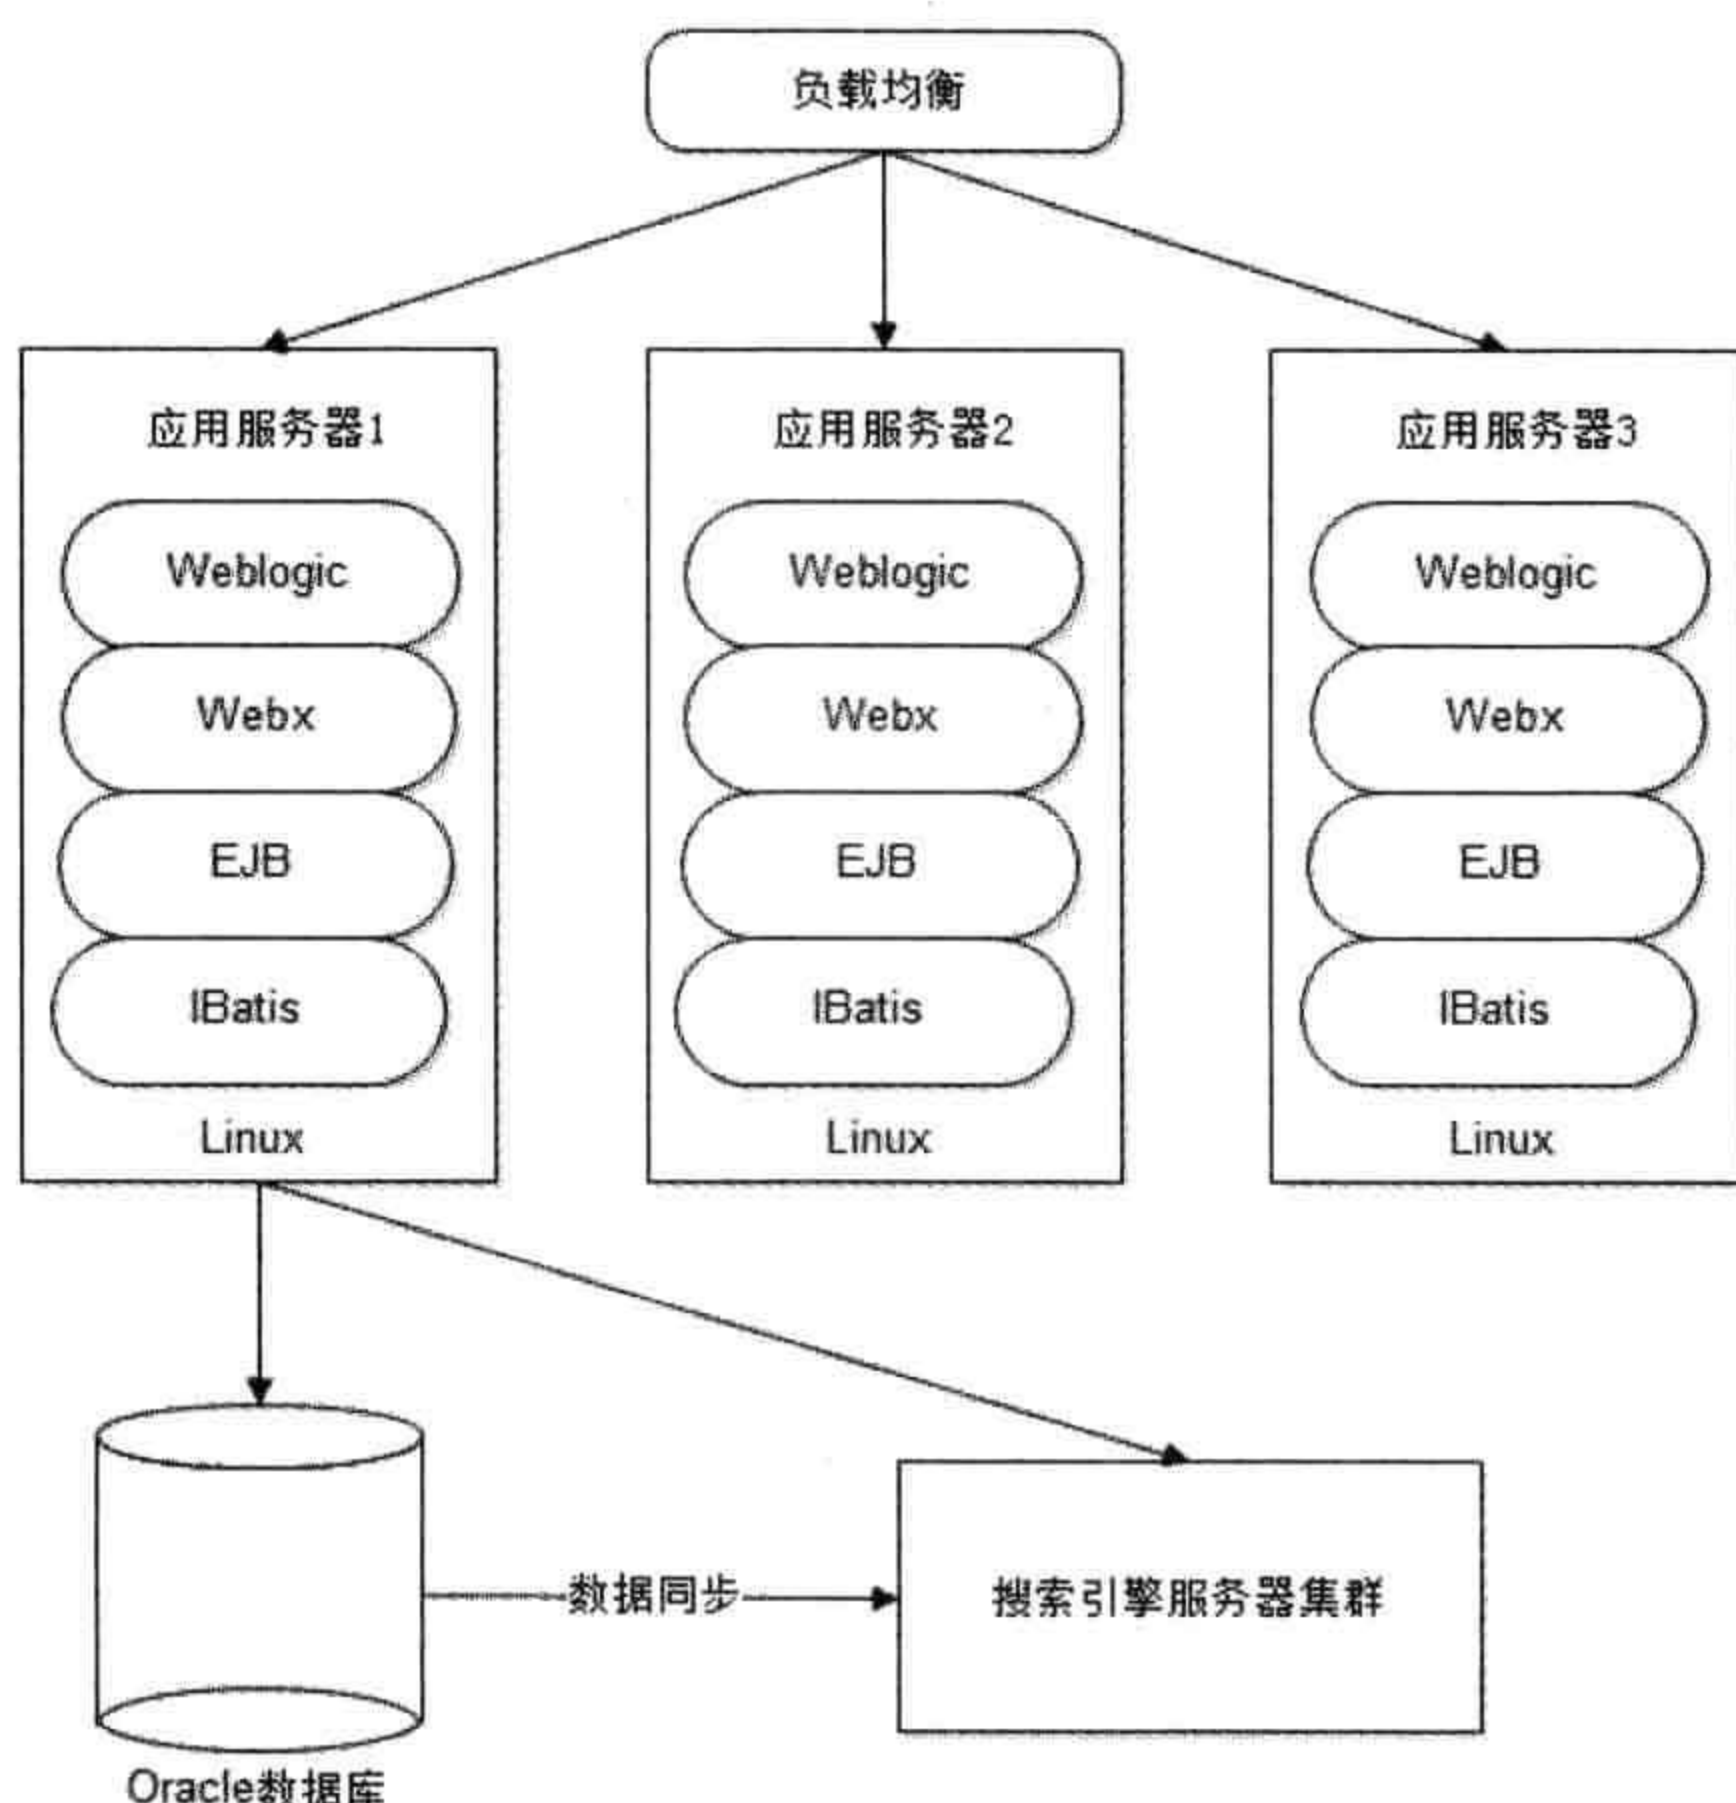 负载均衡
应用服务器1
Weblogic
Webx
EJB
IBatis
Linux
应用服务器2
Weblogic
Webx
EJB
IBatis
Linux
应用服务器3
Weblogic
Webx
EJB
IBatis
Linux
数据同步
搜索引擎服务器集群
Oracle数据库